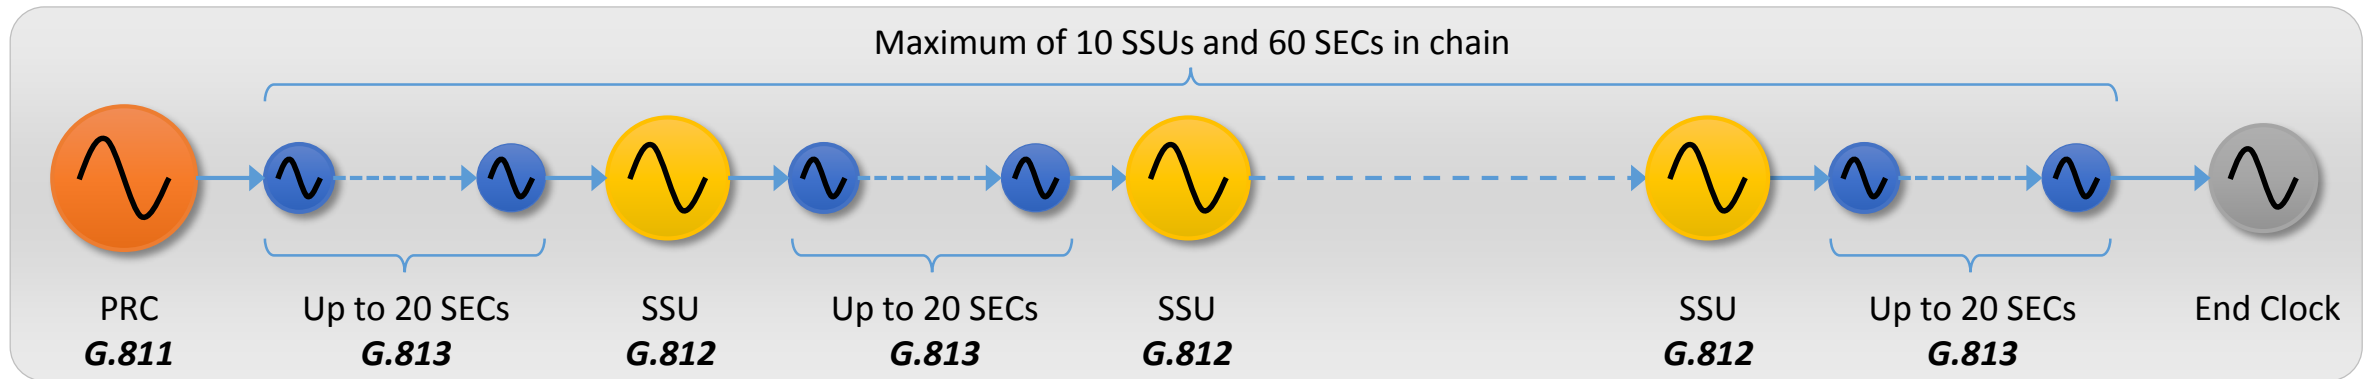 Maximum of 10 SSUs and 60 SECs in chain
PRC
G.811
Up to 20 SECs
G.813
SSU
G.812
Up to 20 SECs
G.813
SSU
G.812
SSU
G.812
Up to 20 SECs
G.813
End Clock